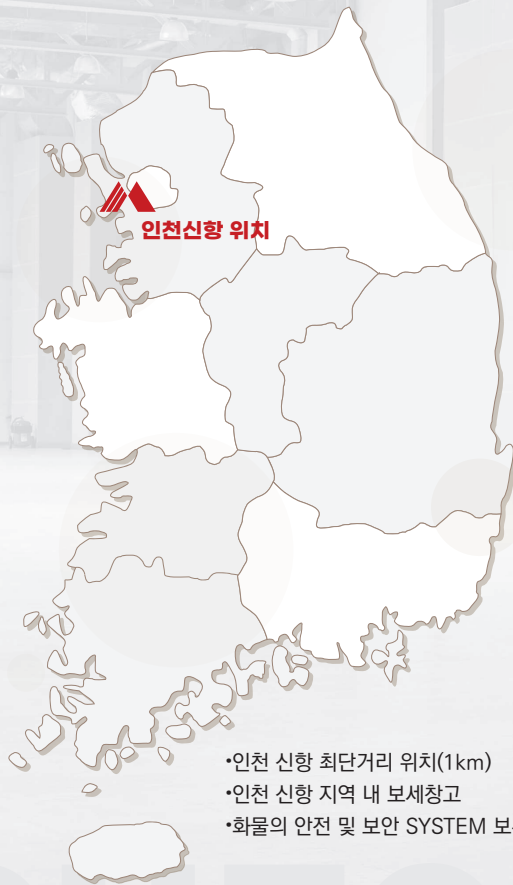 인천신항 위치
•인천 신항 최단거리 위치(1km)
•인천 신항 지역 내 보세창고
•화물의 안전 및 보안 SYSTEM